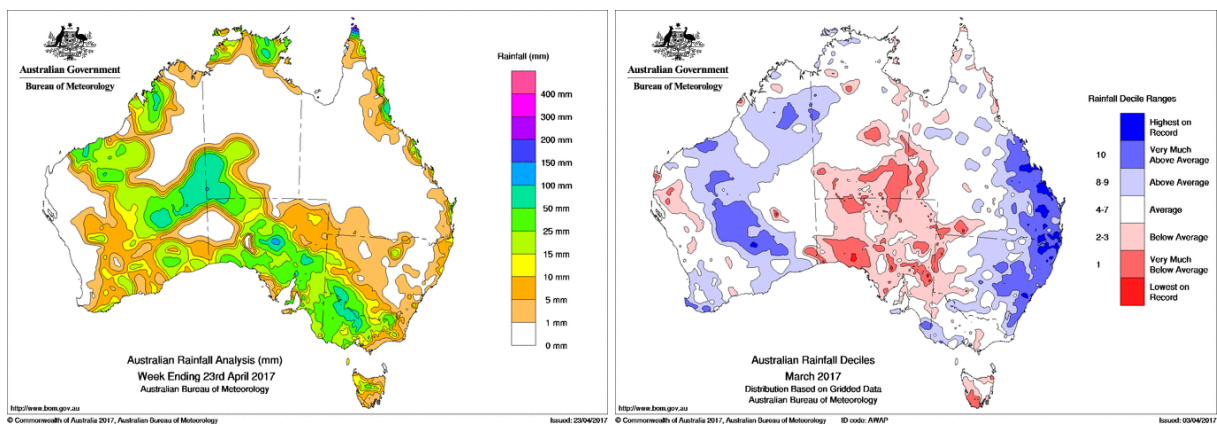 Australian Government
Bureau of Meteorology
Rainfall (mm)
400 mm
300 mm
200 mm
150 mm
100 mm
50 mm
25 mm
15 mm
10 mm
5 mm
1 mm
0 mm
Australian Rainfall Analysis (mm)
Week Ending 23rd April 2017
Australian Bureau of Meteorology
http://www.bom.gov.au
© Commonwealth of Australia 2017, Australian Bureau of Meteorology
Issued: 23/04/2017
Australian Government
Bureau of Meteorology
Rainfall Decile Ranges
Highest on
Record
10 Very Much
Above Average
8-9 Above Average
4-7 Average
2-3 Below Average
1 Very Much
Below Average
Lowest on
Record
Australian Rainfall Deciles
March 2017
Distribution Based on Gridded Data
Australian Bureau of Meteorology
http://www.bom.gov.au
© Commonwealth of Australia 2017, Australian Bureau of Meteorology
ID code: AWAP
Issued: 03/04/2017